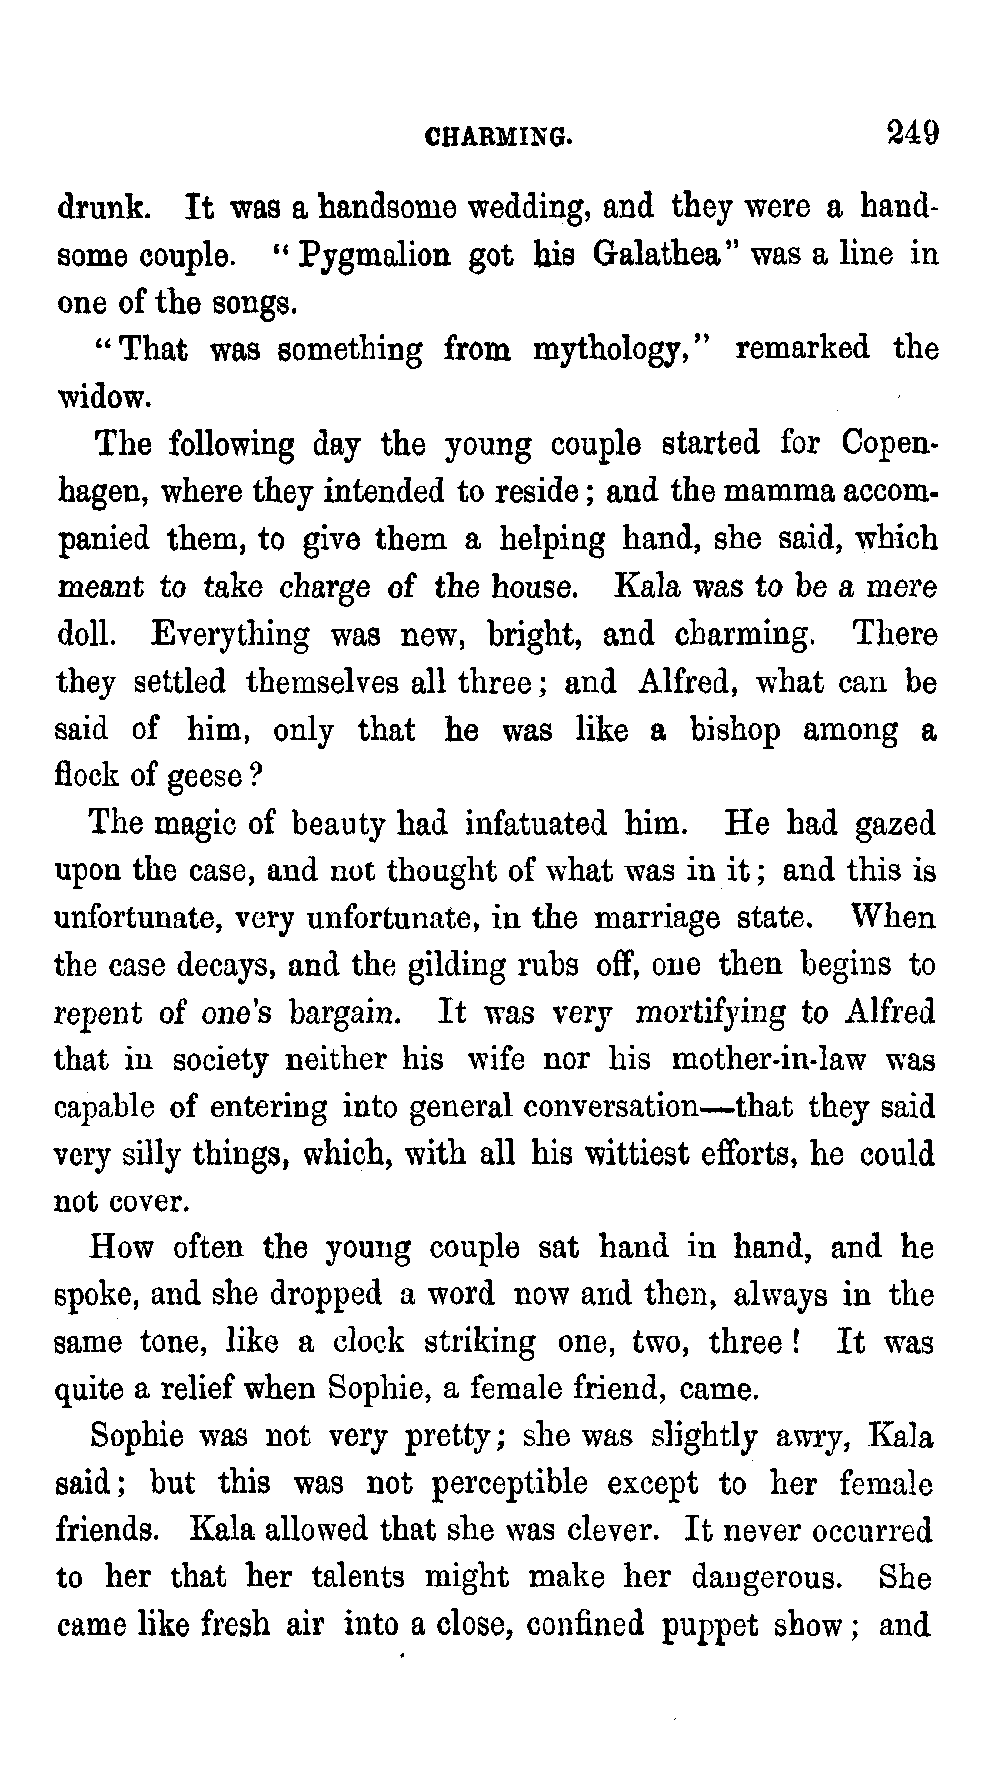 CHARMING. 249
drunk. It was a handsome wedding, and they were a hand-
some couple. “Pygmalion got his Galathea” was a line in
one of the songs.
“That was something from mythology,” remarked the
widow.
The following day the young couple started for Copen-
hagen, where they intended to reside; and the mamma accom-
panied them, to give them a helping hand, she said, which
meant to take charge of the house. Kala was to be a mere
doll. Everything was new, bright, and charming. There
they settled themselves all three; and Alfred, what can be
said of him, only that he was like a bishop among a
flock of geese?
The magic of beauty had infatuated him. He had gazed
upon the case, and not thought of what was in it; and this is
unfortunate, very unfortunate, in the marriage state. When
the case decays, and the gilding rubs off, one then begins to
repent of one's bargain. It was very mortifying to Alfred
that in society neither his wife nor his mother-in-law was
capable of entering into general conversation—that they said
very silly things, which, with all his wittiest efforts, he could
not cover.
How often the young couple sat hand in hand, and he
spoke, and she dropped a word now and then, always in the
same tone, like a clock striking one, two, three! It was
quite a relief when Sophie, a female friend, came.
Sophie was not very pretty; she was slightly awry, Kala
said; but this was not perceptible except to her female
friends. Kala allowed that she was clever. It never occurred
to her that her talents might make her dangerous. She
came like fresh air into a close, confined puppet show; and